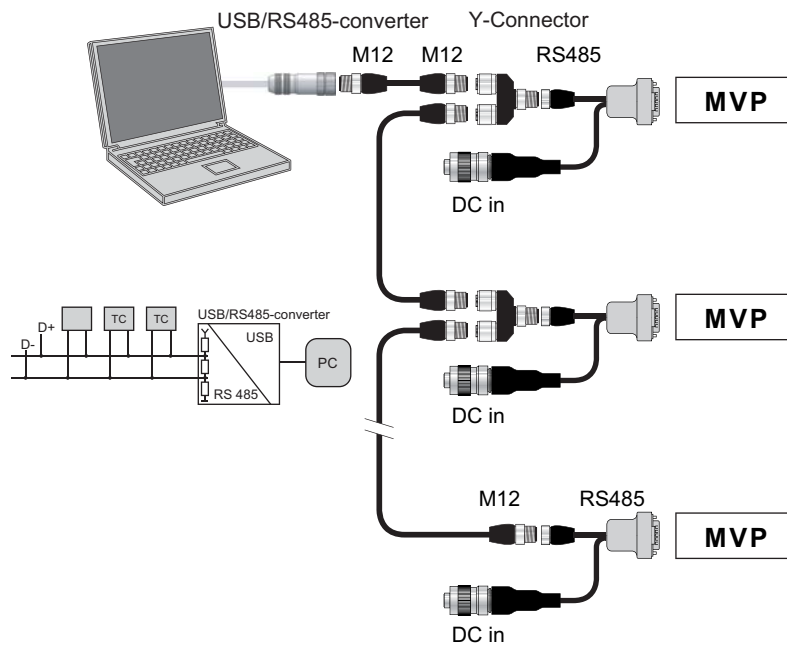 USB/RS485-converter
Y-Connector
M12
M12
RS485
MVP
DC in
D-
D+
TC
TC
USB/RS485-converter
USB
RS 485
PC
MVP
DC in
M12
RS485
MVP
DC in